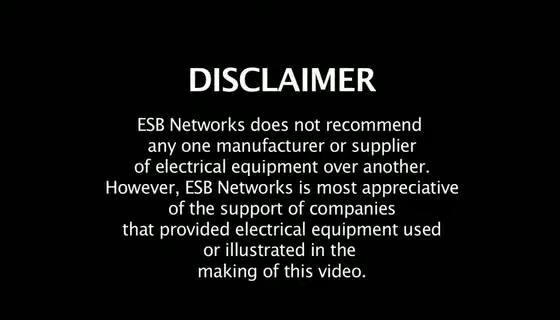 DISCLAIMER
ESB Networks does not recommend
any one manufacturer or supplier
of electrical equipment over another.
However, ESB Networks is most appreciative
of the support of companies
that provided electrical equipment used
or illustrated in the
making of this video.